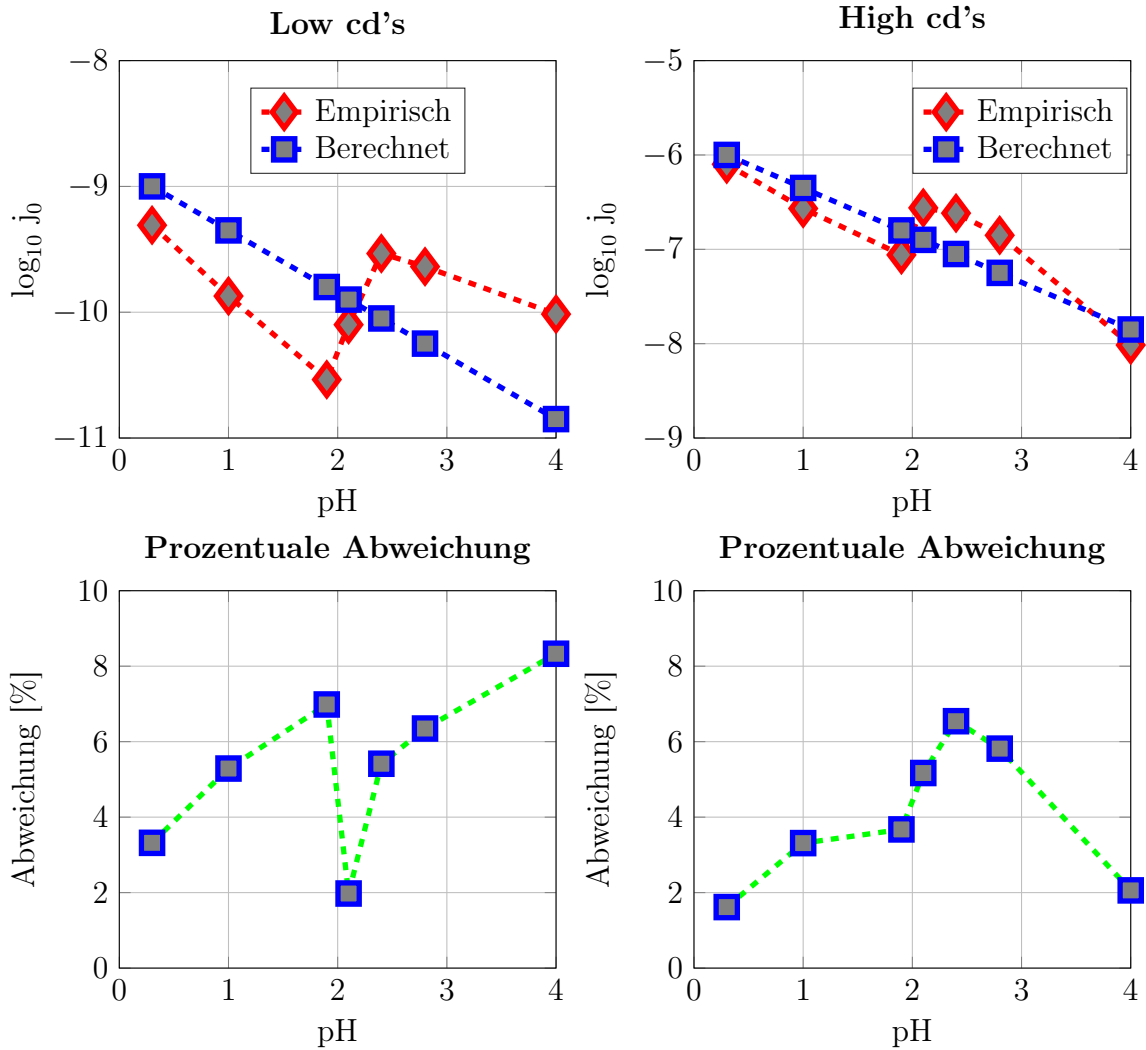 Low cd's
−8
−9
−10
−11
log₁₀ j₀
Empirisch
Berechnet
0 1 2 3 4
pH
High cd's
−5
−6
−7
−8
−9
log₁₀ j₀
Empirisch
Berechnet
0 1 2 3 4
pH
Prozentuale Abweichung
10
8
6
4
2
0
Abweichung [%]
0 1 2 3 4
pH
Prozentuale Abweichung
10
8
6
4
2
0
Abweichung [%]
0 1 2 3 4
pH